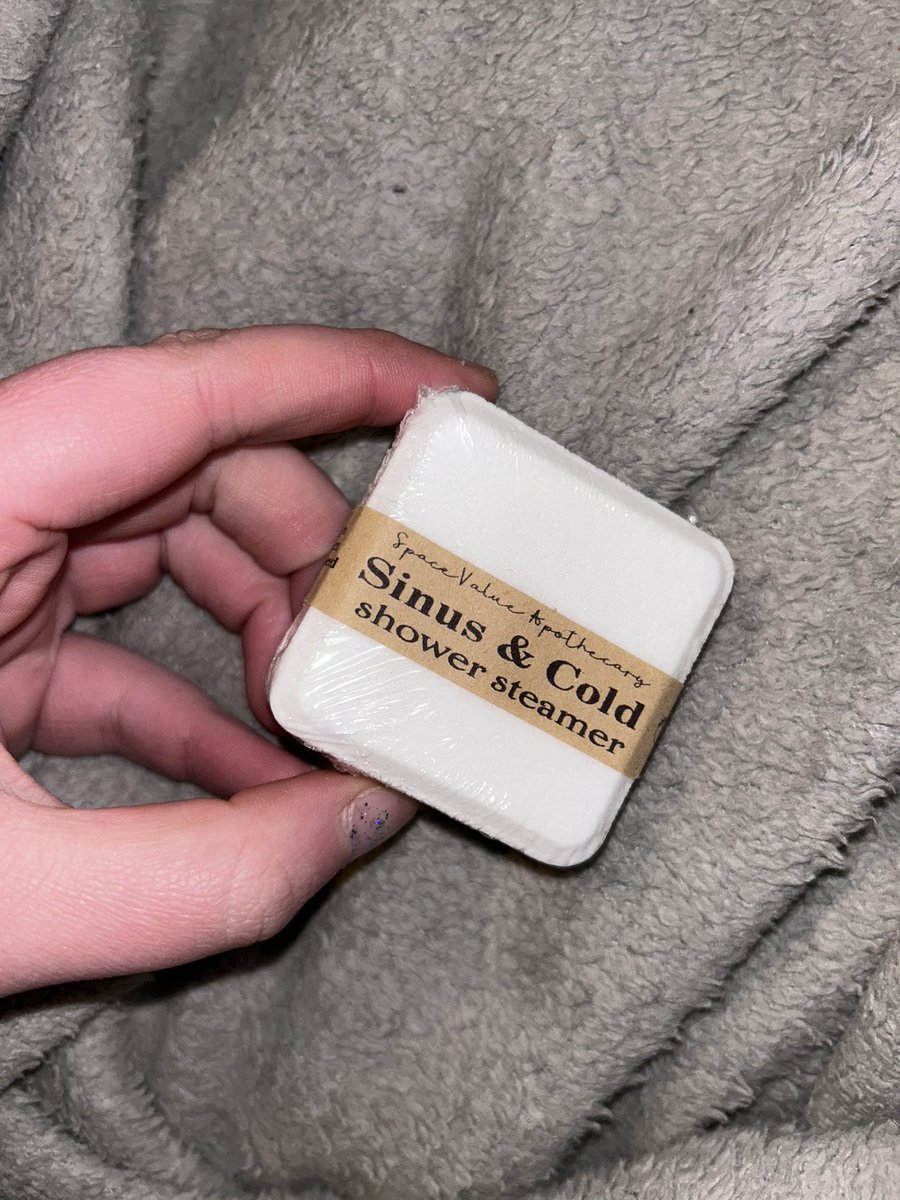 Space Value Apothecary
Sinus & Cold
shower steamer